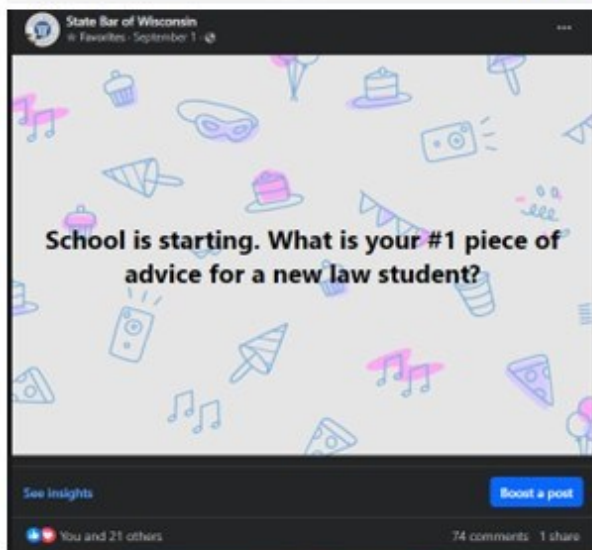 State Bar of Wisconsin
Favorites · September 1 ·
School is starting. What is your #1 piece of
advice for a new law student?
See insights
Boost a post
You and 21 others
74 comments 1 share